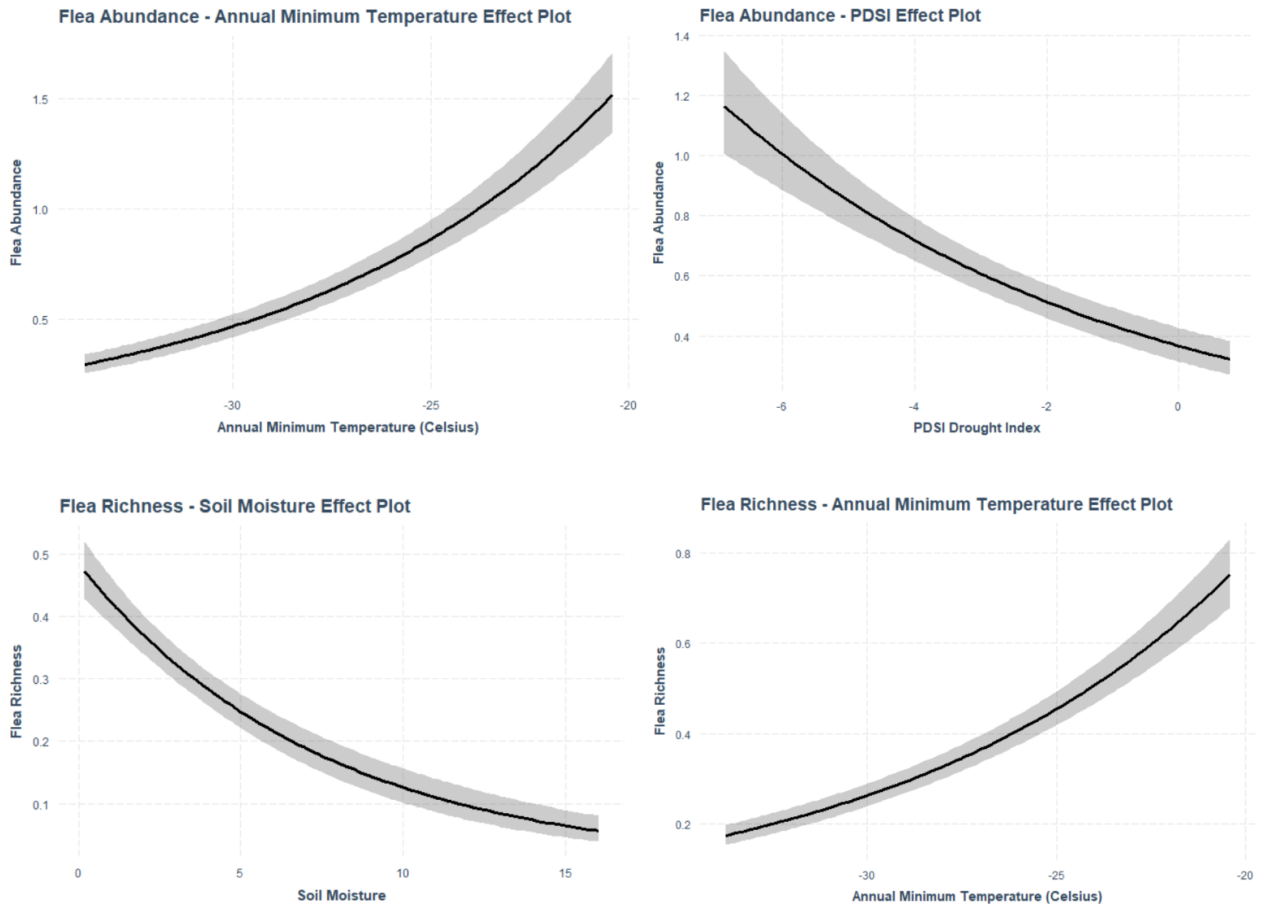 Flea Abundance - Annual Minimum Temperature Effect Plot
1.5
1.0
0.5
Flea Abundance
-30
-25
-20
Annual Minimum Temperature (Celsius)
Flea Abundance - PDSI Effect Plot
1.4
1.2
1.0
0.8
0.6
0.4
Flea Abundance
-6
-4
-2
0
PDSI Drought Index
Flea Richness - Soil Moisture Effect Plot
0.5
0.4
0.3
0.2
0.1
Flea Richness
0
5
10
15
Soil Moisture
Flea Richness - Annual Minimum Temperature Effect Plot
0.8
0.6
0.4
0.2
Flea Richness
-30
-25
-20
Annual Minimum Temperature (Celsius)